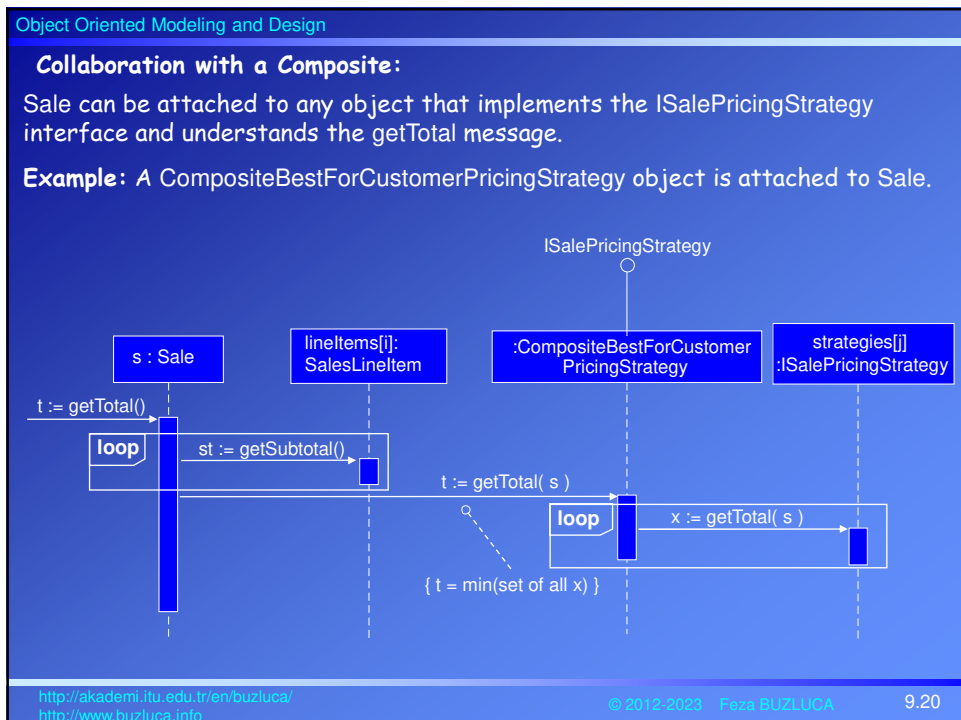 Object Oriented Modeling and Design
Collaboration with a Composite:
Sale can be attached to any object that implements the ISalePricingStrategy
interface and understands the getTotal message.
Example: A CompositeBestForCustomerPricingStrategy object is attached to Sale.
ISalePricingStrategy
s : Sale
lineItems[i]:
SalesLineItem
:CompositeBestForCustomer
PricingStrategy
strategies[j]
:ISalePricingStrategy
t := getTotal()
loop
st := getSubtotal()
t := getTotal( s )
loop
x := getTotal( s )
{ t = min(set of all x) }
http://akademi.itu.edu.tr/en/buzluca/
http://www.buzluca.info
© 2012-2023 Feza BUZLUCA
9.20